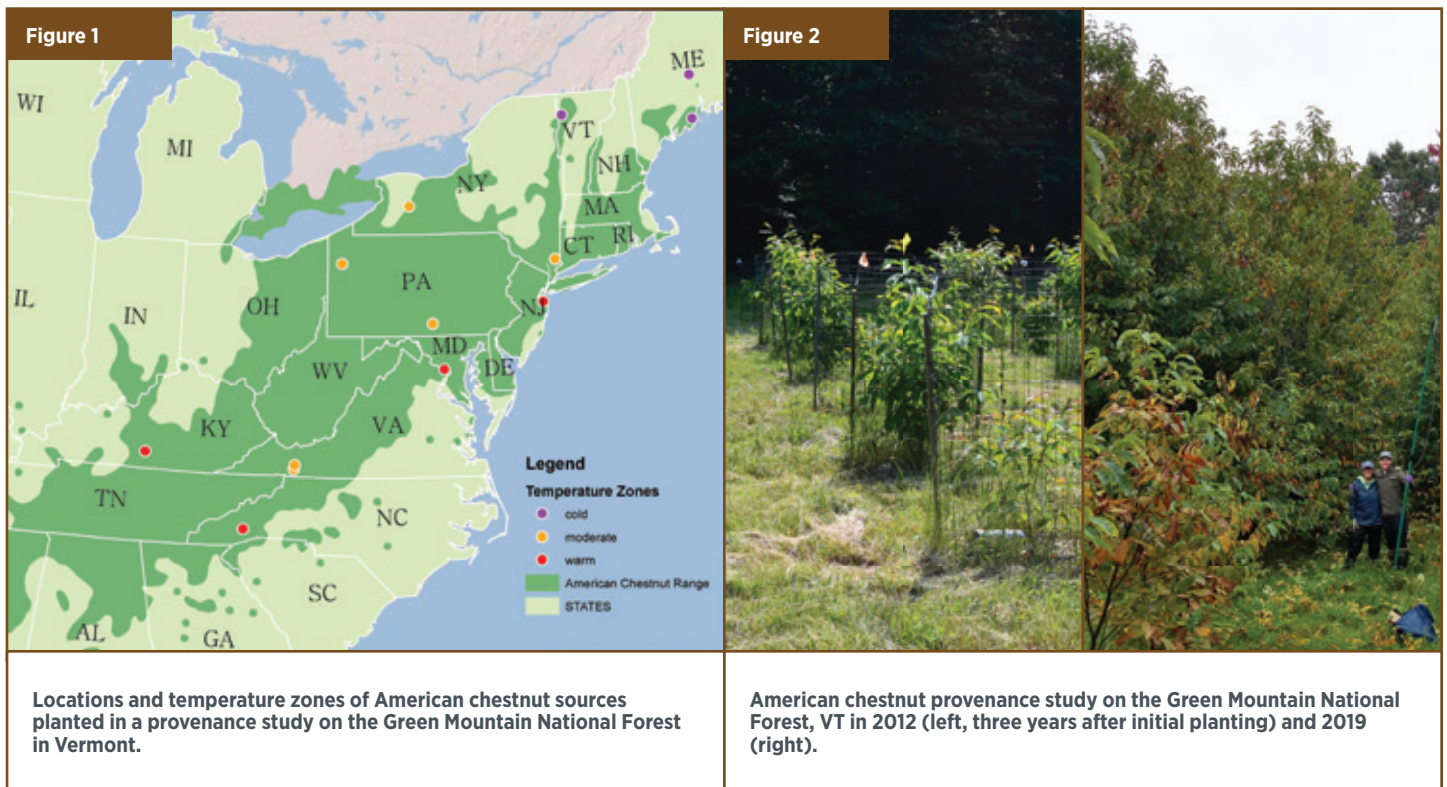 Figure 1
ME
WI
VT
MI
NH
NY
MA
CT
RI
PA
IL
OH
NJ
IN
MD
DE
WV
VA
KY
Legend
Temperature Zones
TN
cold
NC
moderate
warm
American Chestnut Range
SC
STATES
AL
GA
Locations and temperature zones of American chestnut sources
planted in a provenance study on the Green Mountain National Forest
in Vermont.
Figure 2
American chestnut provenance study on the Green Mountain National
Forest, VT in 2012 (left, three years after initial planting) and 2019
(right).